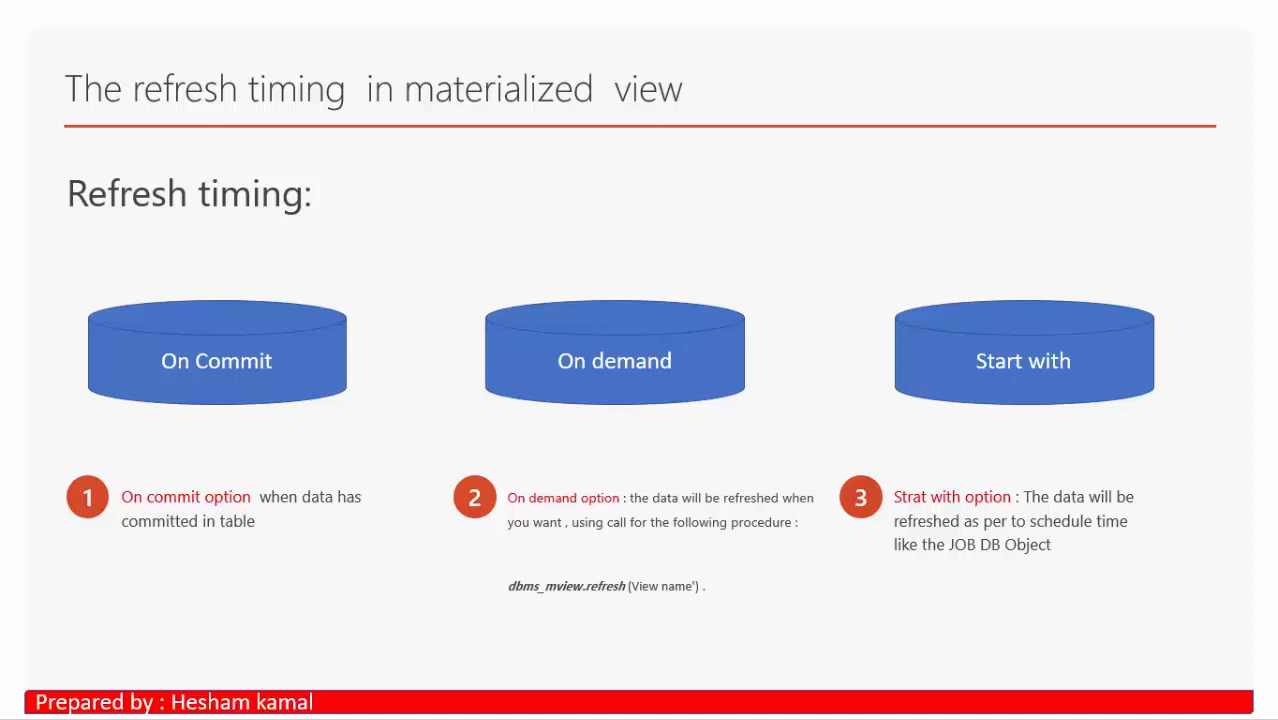 The refresh timing in materialized view
Refresh timing:
On Commit
On demand
Start with
1
On commit option when data has
committed in table
2
On demand option : the data will be refreshed when
you want , using call for the following procedure :
dbms_mview.refresh (View name') .
3
Strat with option : The data will be
refreshed as per to schedule time
like the JOB DB Object
Prepared by : Hesham kamal